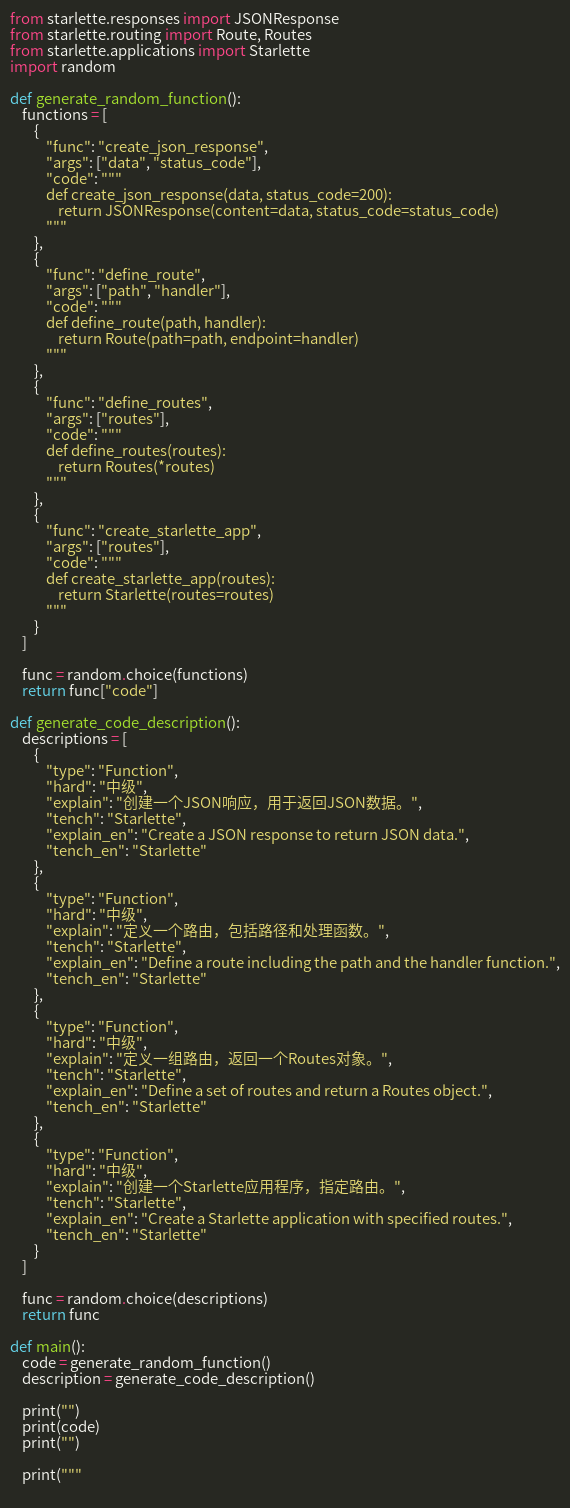 from starlette.responses import JSONResponse
from starlette.routing import Route, Routes
from starlette.applications import Starlette
import random

def generate_random_function():
    functions = [
        {
            "func": "create_json_response",
            "args": ["data", "status_code"],
            "code": """
            def create_json_response(data, status_code=200):
                return JSONResponse(content=data, status_code=status_code)
            """
        },
        {
            "func": "define_route",
            "args": ["path", "handler"],
            "code": """
            def define_route(path, handler):
                return Route(path=path, endpoint=handler)
            """
        },
        {
            "func": "define_routes",
            "args": ["routes"],
            "code": """
            def define_routes(routes):
                return Routes(*routes)
            """
        },
        {
            "func": "create_starlette_app",
            "args": ["routes"],
            "code": """
            def create_starlette_app(routes):
                return Starlette(routes=routes)
            """
        }
    ]

    func = random.choice(functions)
    return func["code"]

def generate_code_description():
    descriptions = [
        {
            "type": "Function",
            "hard": "中级",
            "explain": "创建一个JSON响应，用于返回JSON数据。",
            "tench": "Starlette",
            "explain_en": "Create a JSON response to return JSON data.",
            "tench_en": "Starlette"
        },
        {
            "type": "Function",
            "hard": "中级",
            "explain": "定义一个路由，包括路径和处理函数。",
            "tench": "Starlette",
            "explain_en": "Define a route including the path and the handler function.",
            "tench_en": "Starlette"
        },
        {
            "type": "Function",
            "hard": "中级",
            "explain": "定义一组路由，返回一个Routes对象。",
            "tench": "Starlette",
            "explain_en": "Define a set of routes and return a Routes object.",
            "tench_en": "Starlette"
        },
        {
            "type": "Function",
            "hard": "中级",
            "explain": "创建一个Starlette应用程序，指定路由。",
            "tench": "Starlette",
            "explain_en": "Create a Starlette application with specified routes.",
            "tench_en": "Starlette"
        }
    ]

    func = random.choice(descriptions)
    return func

def main():
    code = generate_random_function()
    description = generate_code_description()

    print("")
    print(code)
    print("")

    print("""